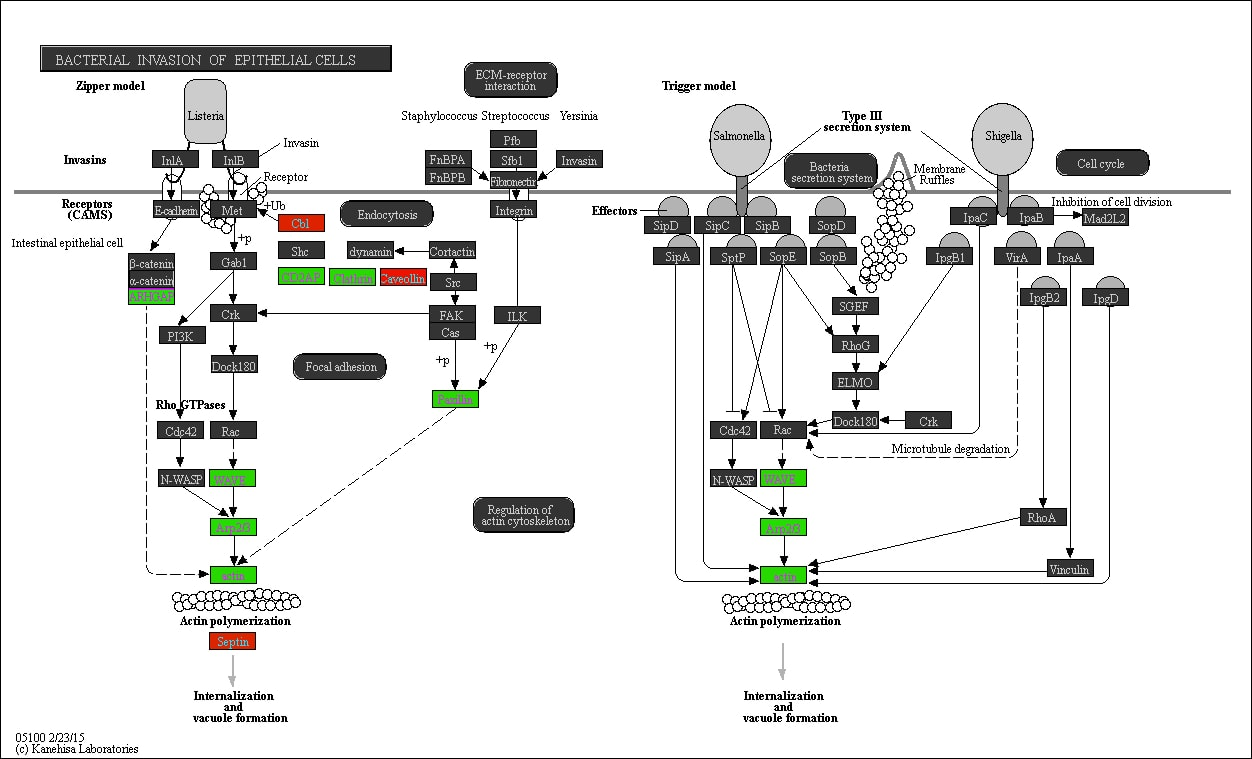 BACTERIAL INVASION OF EPITHELIAL CELLS
Zipper model
Listeria
ECM-receptor
interaction
Staphylococcus Streptococcus Yersinia
Pfb
Invasins
InlA
InlB
Invasin
FnBPA
FnBPB
Sfb1
Invasin
Fibronectin
Receptor
Receptors
(CAMS)
E-cadherin
Met
+Ub
Cbl
Endocytosis
Integrin
Intestinal epithelial cell
+p
Shc
dynamin
Cortactin
β-catenin
α-catenin
ARHGAP
Gab1
CD2AP
Clathrin
Caveollin
Src
Crk
FAK
Cas
ILK
PI3K
+p
+p
Dock180
Focal adhesion
Paxillin
Rho GTPases
Cdc42
Rac
N-WASP
WAVE
Arp2/3
Regulation of
actin cytoskeleton
actin
Actin polymerization
Septin
Internalization
and
vacuole formation
Trigger model
Salmonella
Type III
secretion system
Shigella
Bacteria
secretion system
Membrane
Ruffles
Cell cycle
Effectors
SipD
SipC
SipB
SopD
IpaC
IpaB
Inhibition of cell division
Mad2L2
SipA
SptP
SopE
SopB
IpgB1
VirA
IpaA
IpgB2
IpgD
SGEF
RhoG
ELMO
Dock180
Crk
Cdc42
Rac
Microtubule degradation
N-WASP
WAVE
Arp2/3
RhoA
Vinculin
actin
Actin polymerization
Internalization
and
vacuole formation
05100 2/23/15
(c) Kanehisa Laboratories